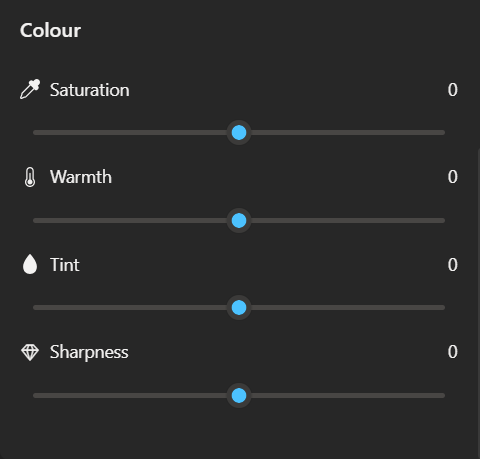 Colour
Saturation 0
Warmth 0
Tint 0
Sharpness 0